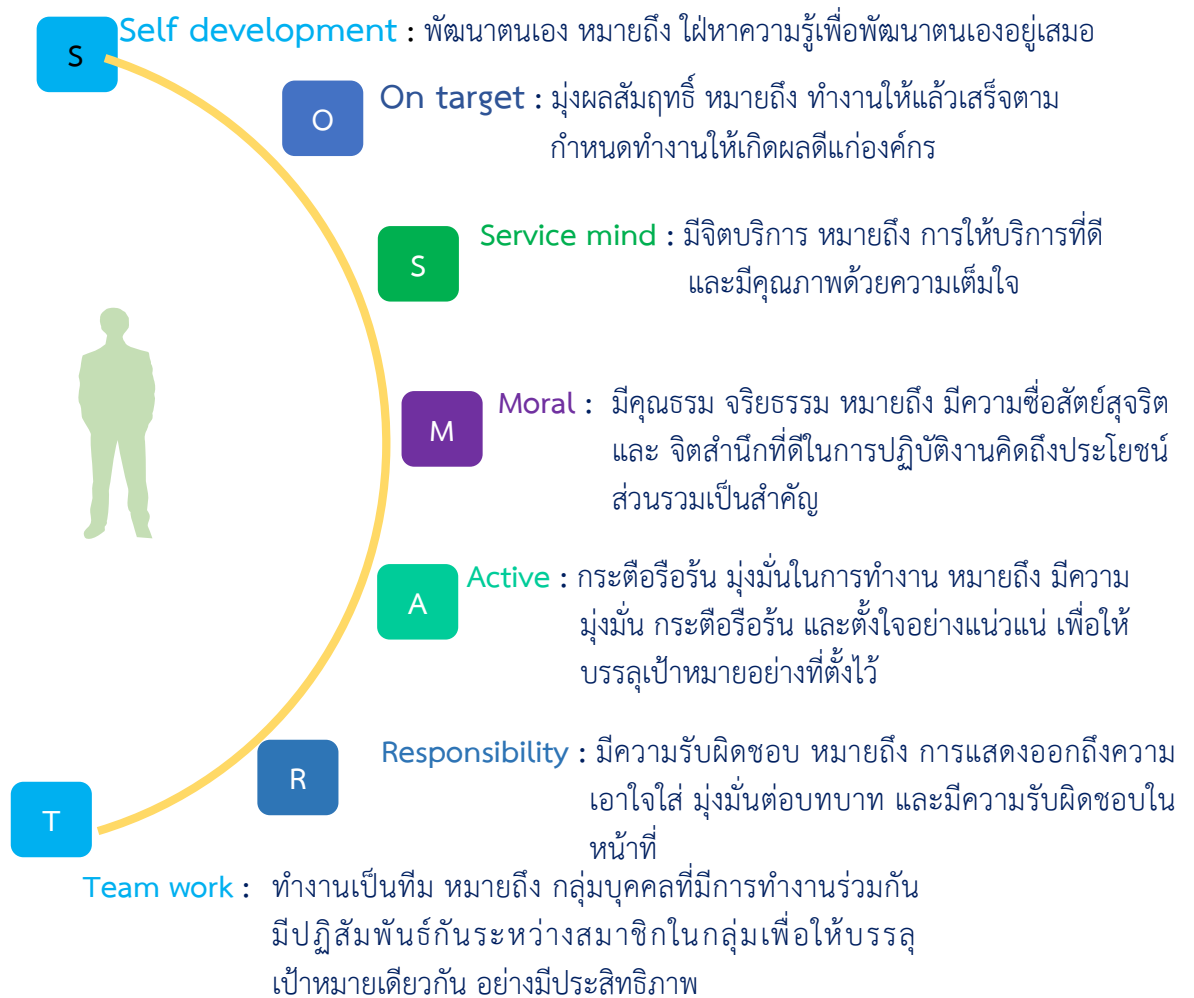 S
Self development : พัฒนาตนเอง หมายถึง ใฝ่หาความรู้เพื่อพัฒนาตนเองอยู่เสมอ
O
On target : มุ่งผลสัมฤทธิ์ หมายถึง ทำงานให้แล้วเสร็จตาม
กำหนดทำงานให้เกิดผลดีแก่องค์กร
S
Service mind : มีจิตบริการ หมายถึง การให้บริการที่ดี
และมีคุณภาพด้วยความเต็มใจ
M
Moral : มีคุณธรม จริยธรรม หมายถึง มีความซื่อสัตย์สุจริต
และ จิตสำนึกที่ดีในการปฏิบัติงานคิดถึงประโยชน์
ส่วนรวมเป็นสำคัญ
A
Active : กระตือรือร้น มุ่งมั่นในการทำงาน หมายถึง มีความ
มุ่งมั่น กระตือรือร้น และตั้งใจอย่างแน่วแน่ เพื่อให้
บรรลุเป้าหมายอย่างที่ตั้งไว้
R
Responsibility : มีความรับผิดชอบ หมายถึง การแสดงออกถึงความ
เอาใจใส่ มุ่งมั่นต่อบทบาท และมีความรับผิดชอบใน
หน้าที่
T
Team work : ทำงานเป็นทีม หมายถึง กลุ่มบุคคลที่มีการทำงานร่วมกัน
มีปฏิสัมพันธ์กันระหว่างสมาชิกในกลุ่มเพื่อให้บรรลุ
เป้าหมายเดียวกัน อย่างมีประสิทธิภาพ